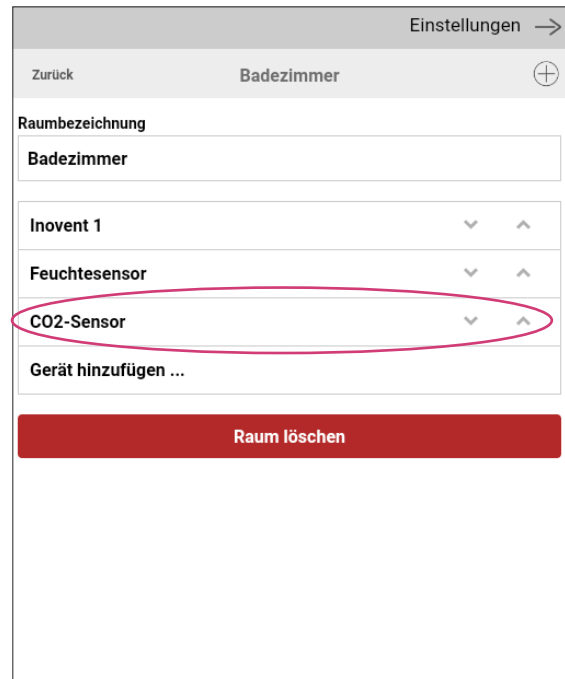 Einstellungen
Zurück Badezimmer
Raumbezeichnung
Badezimmer
Inovent 1
Feuchtesensor
CO2-Sensor
Gerät hinzufügen ...
Raum löschen